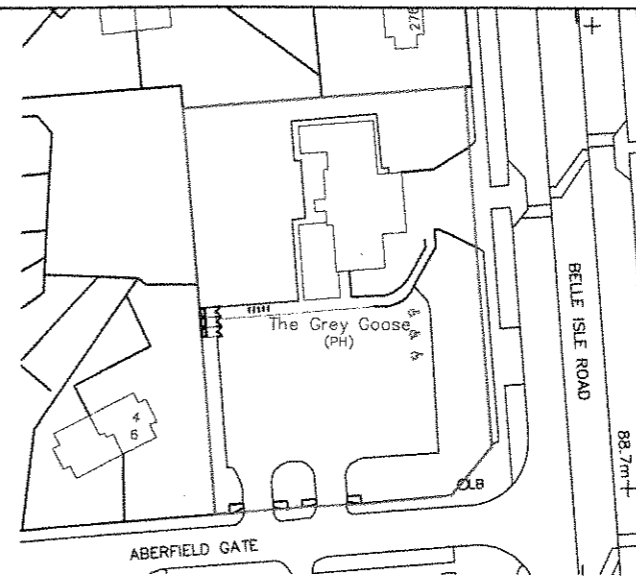 276
BELLE ISLE ROAD
The Grey Goose
(PH)
4
6
88.7m
LB
ABERFIELD GATE